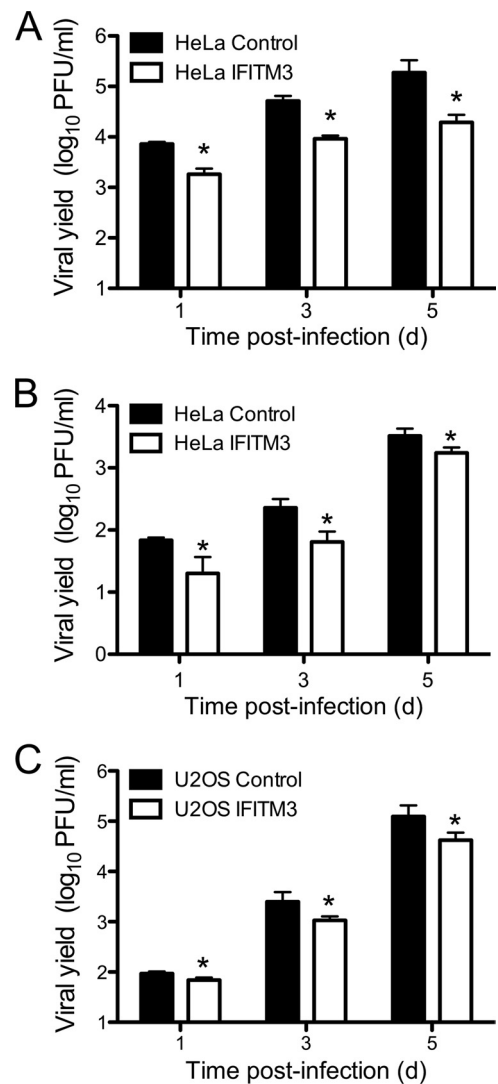 A
Viral yield (log10 PFU/ml)
6
5
4
3
2
1
HeLa Control
HeLa IFITM3
*
*
*
1
3
5
Time post-infection (d)
B
Viral yield (log10 PFU/ml)
4
3
2
1
0
HeLa Control
HeLa IFITM3
*
*
*
1
3
5
Time post-infection (d)
C
Viral yield (log10 PFU/ml)
6
5
4
3
2
1
U2OS Control
U2OS IFITM3
*
*
*
1
3
5
Time post-infection (d)